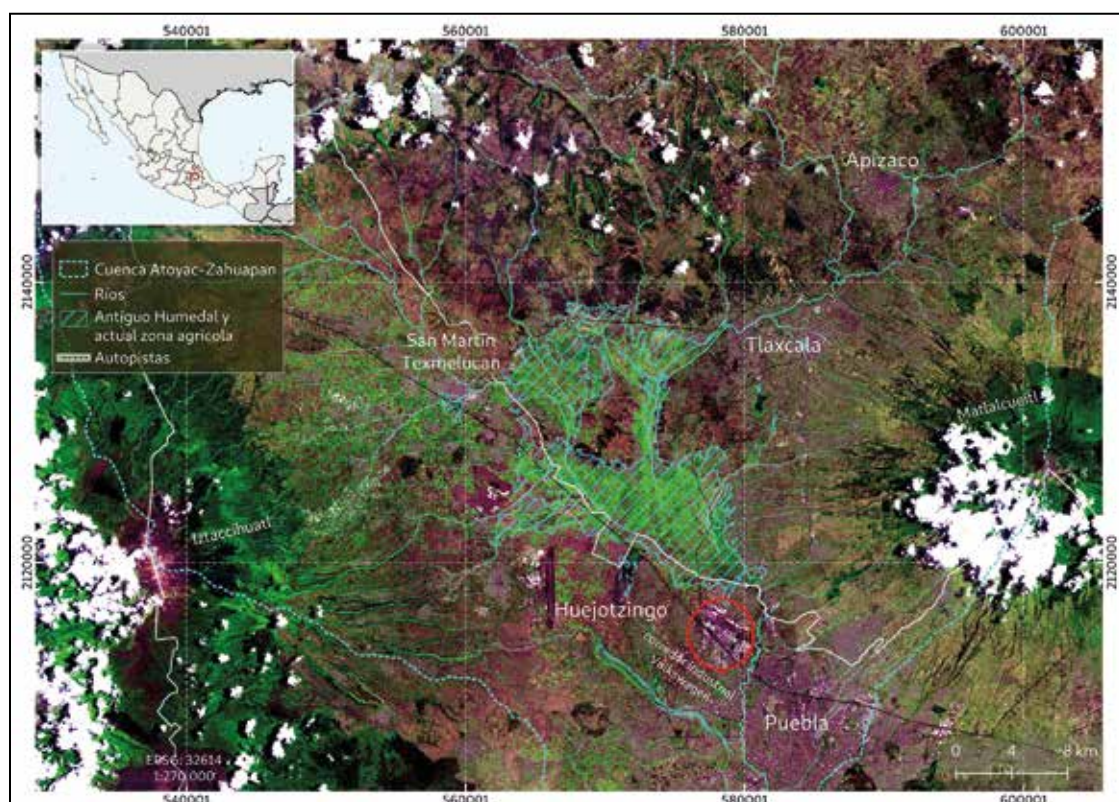 540001 560001 580001 600001
Apizaco
Cuenca Atoyac-Zahuapan
Ríos
Antiguo Humedal y
actual zona agrícola
Autopistas
2140000
2140000
San Martín
Texmelucan
Tlaxcala
Matlalcueitl
Iztaccihuatl
2120000
2120000
Huejotzingo
Puebla
EPSG: 32614
1:270 000
0 4 8 km
540001 560001 580001 600001